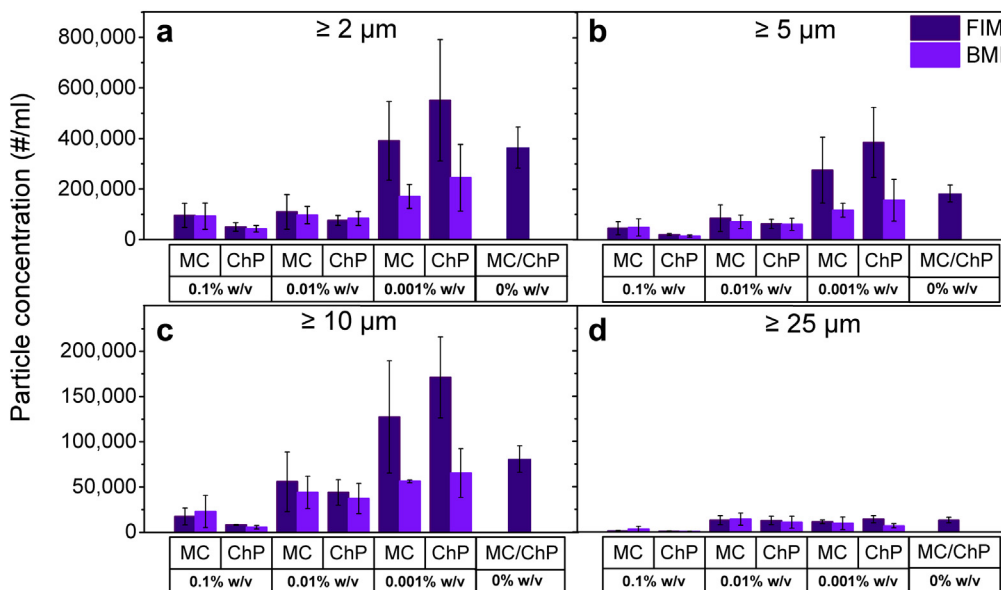 a
≥ 2 µm
b
≥ 5 µm
FIM
BMI
Particle concentration (#/ml)
800,000
600,000
400,000
200,000
0
MC ChP MC ChP MC ChP MC/ChP
0.1% w/v 0.01% w/v 0.001% w/v 0% w/v
MC ChP MC ChP MC ChP MC/ChP
0.1% w/v 0.01% w/v 0.001% w/v 0% w/v
c
≥ 10 µm
d
≥ 25 µm
200,000
150,000
100,000
50,000
0
MC ChP MC ChP MC ChP MC/ChP
0.1% w/v 0.01% w/v 0.001% w/v 0% w/v
MC ChP MC ChP MC ChP MC/ChP
0.1% w/v 0.01% w/v 0.001% w/v 0% w/v